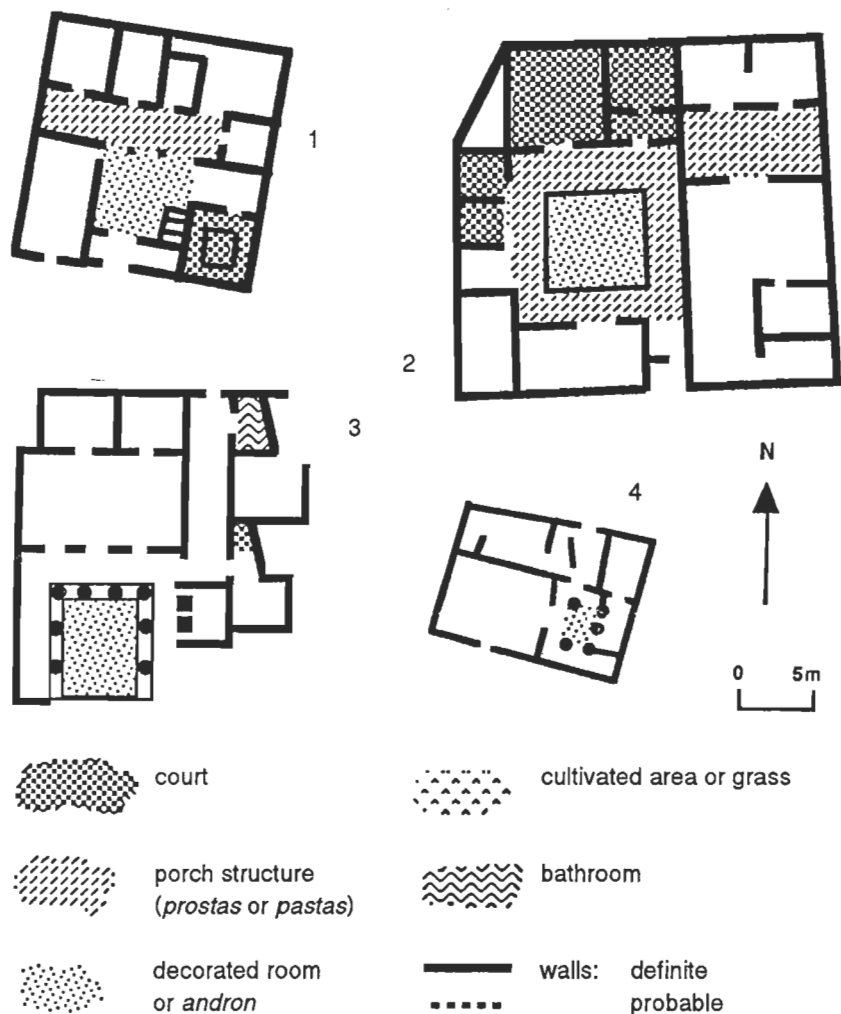 1
2
3
4
N
0 5m
court
cultivated area or grass
porch structure
(prostas or pastas)
bathroom
decorated room
or andron
walls: definite
probable